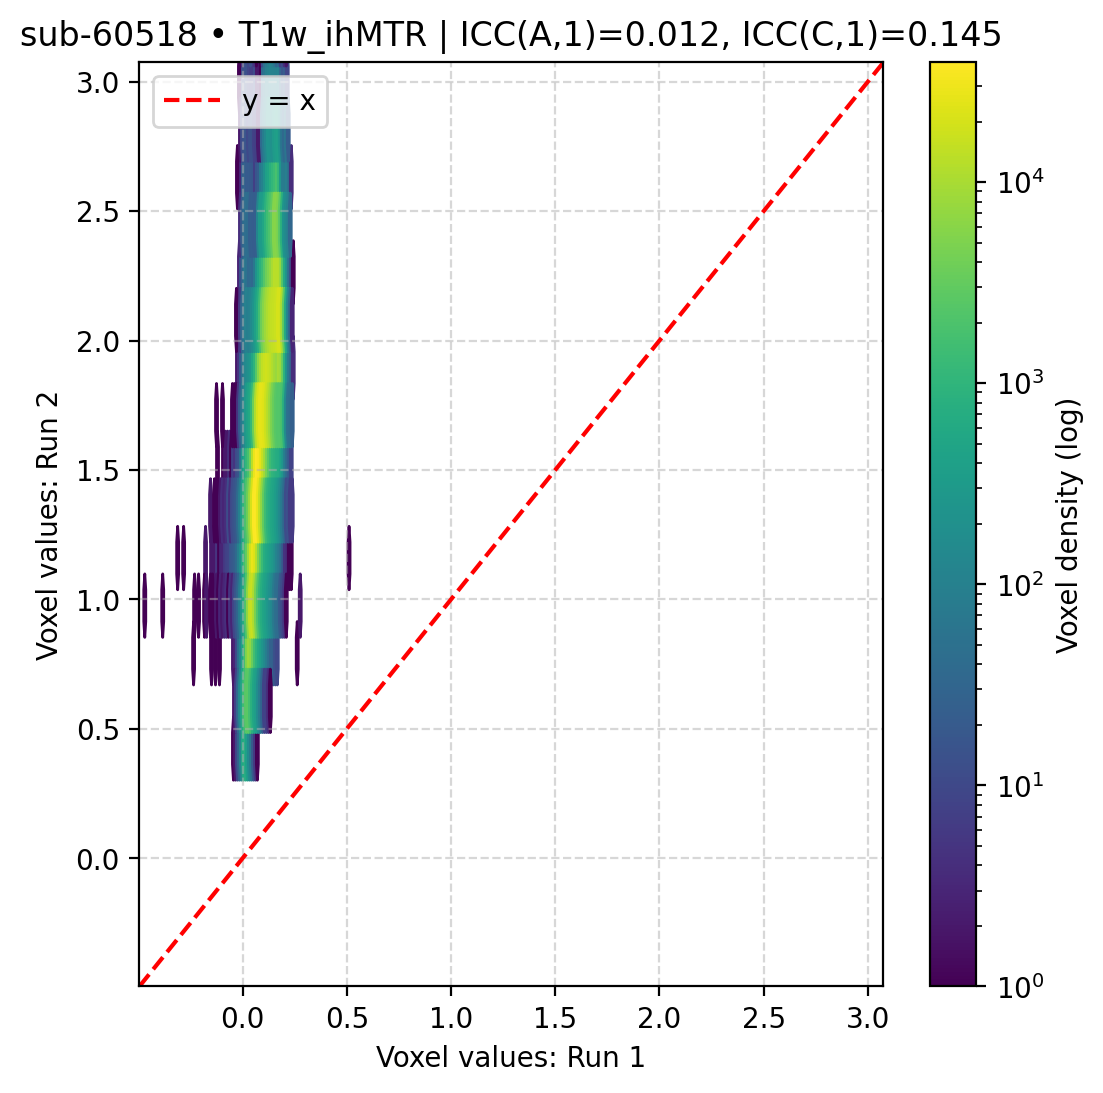 sub-60518 • T1w_ihMTR | ICC(A,1)=0.012, ICC(C,1)=0.145
y = x
3.0
2.5
2.0
1.5
1.0
0.5
0.0
Voxel values: Run 2
0.0 0.5 1.0 1.5 2.0 2.5 3.0
Voxel values: Run 1
10⁴
10³
10²
10¹
10⁰
Voxel density (log)